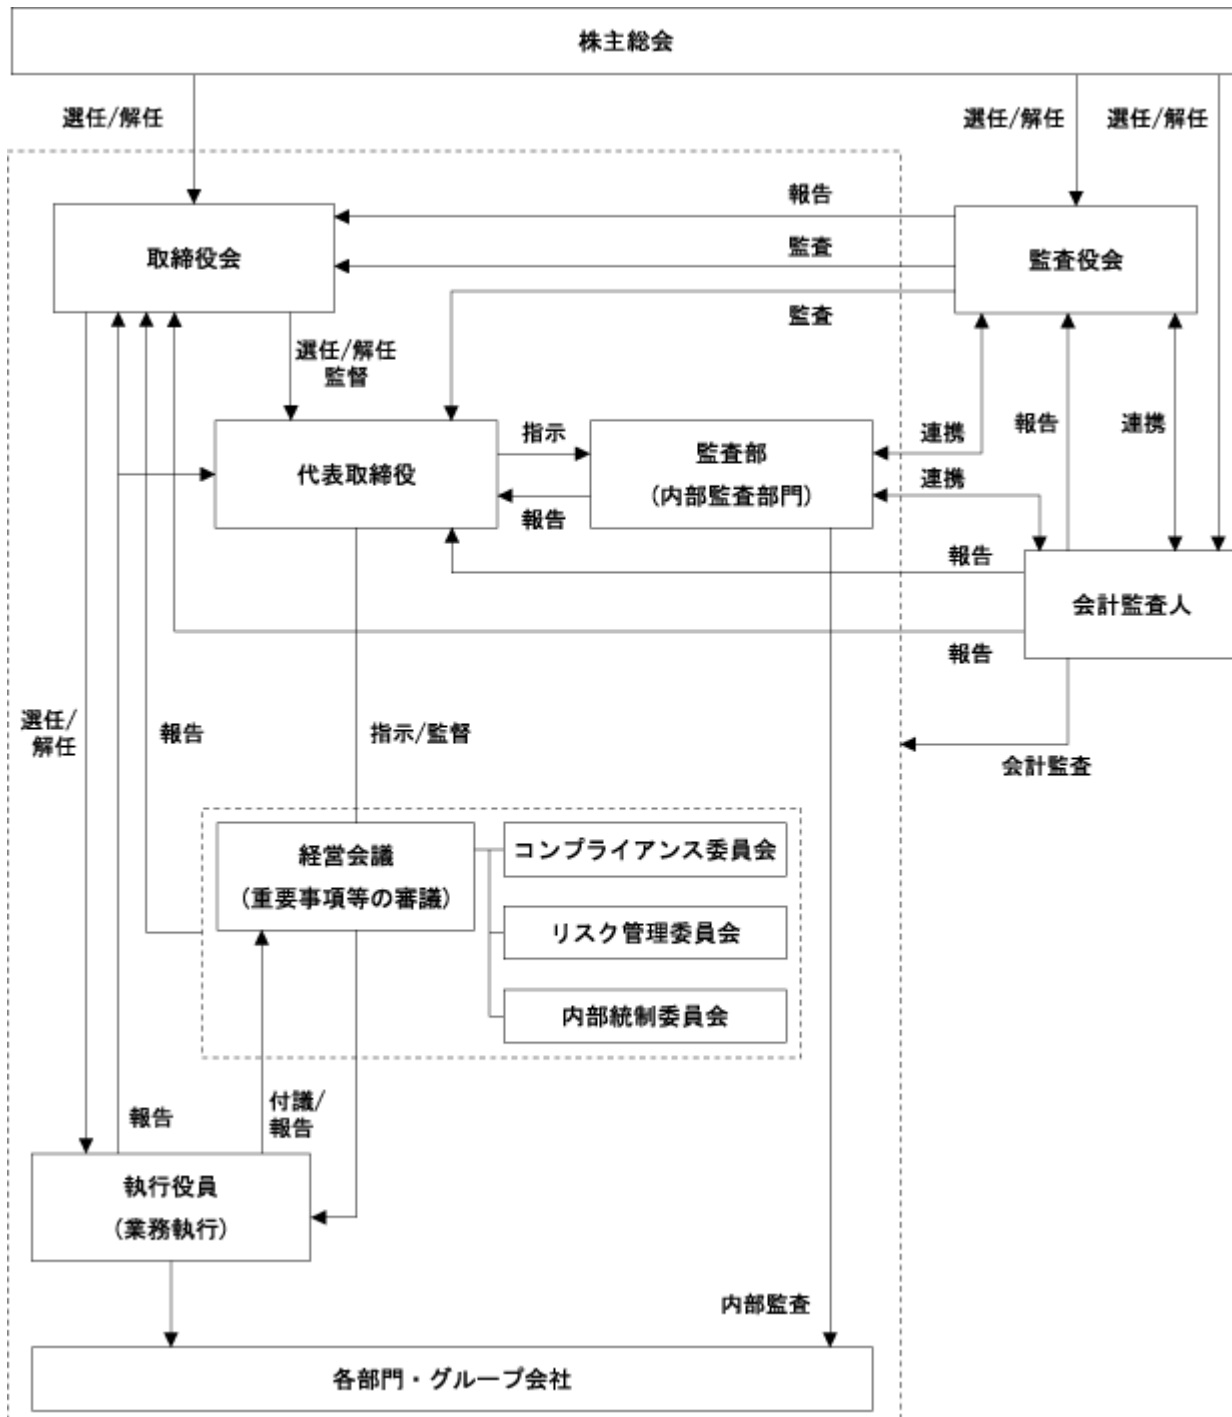 株主総会
選任/解任
選任/解任
選任/解任
取締役会
報告
監査
監査
監査役会
選任/解任
監督
代表取締役
指示
報告
監査部
(内部監査部門)
連携
連携
報告
連携
報告
報告
会計監査人
会計監査
選任/
解任
報告
指示/監督
経営会議
(重要事項等の審議)
コンプライアンス委員会
リスク管理委員会
内部統制委員会
報告
付議/
報告
執行役員
(業務執行)
内部監査
各部門・グループ会社